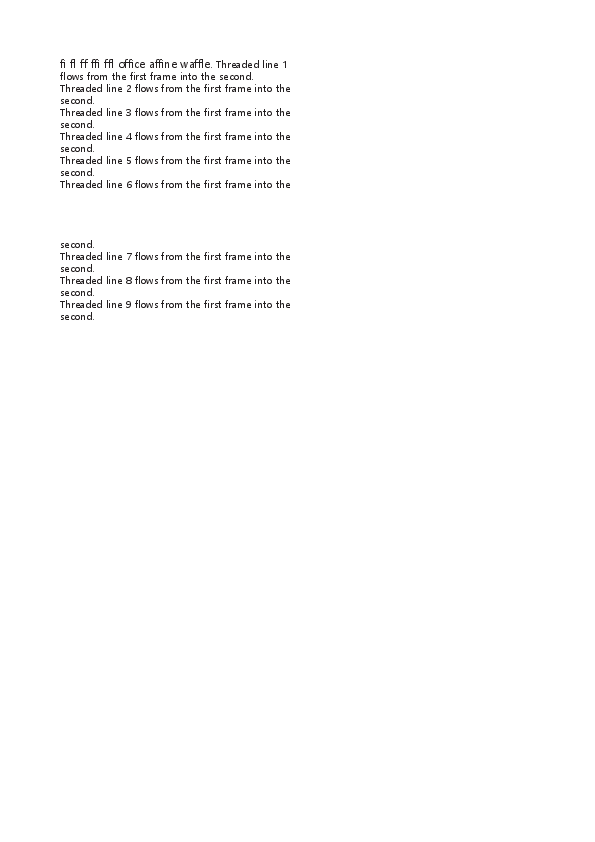 fi fl ff ffi ffl office affine waffle. Threaded line 1
flows from the first frame into the second.
Threaded line 2 flows from the first frame into the
second.
Threaded line 3 flows from the first frame into the
second.
Threaded line 4 flows from the first frame into the
second.
Threaded line 5 flows from the first frame into the
second.
Threaded line 6 flows from the first frame into the
second.
Threaded line 7 flows from the first frame into the
second.
Threaded line 8 flows from the first frame into the
second.
Threaded line 9 flows from the first frame into the
second.